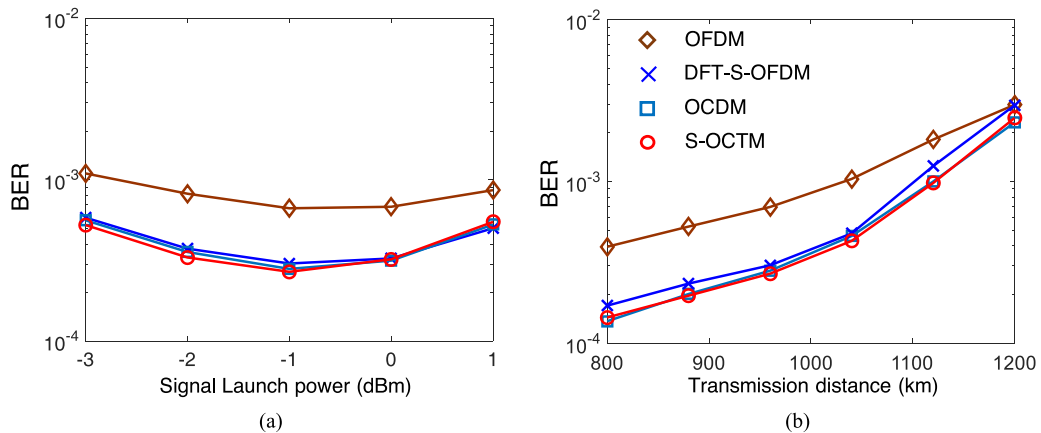 10^-2
10^-3
10^-4
BER
-3 -2 -1 0 1
Signal Launch power (dBm)
(a)
10^-2
10^-3
10^-4
BER
OFDM
DFT-S-OFDM
OCDM
S-OCTM
800 900 1000 1100 1200
Transmission distance (km)
(b)